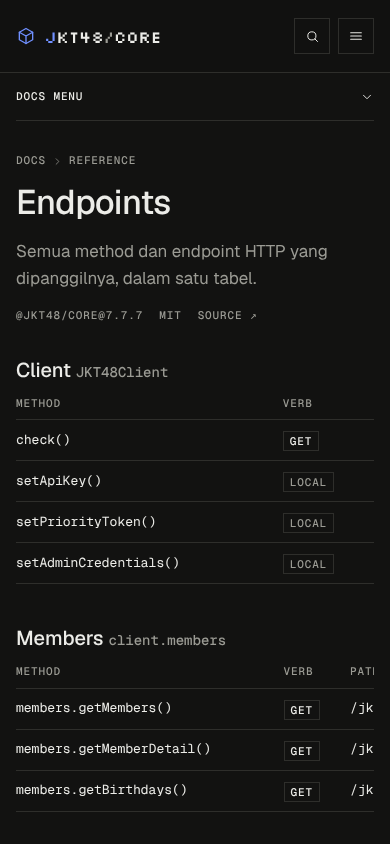 JKT48/CORE
DOCS MENU
DOCS › REFERENCE
Endpoints
Semua method dan endpoint HTTP yang
dipanggilnya, dalam satu tabel.
@JKT48/CORE@7.7.7 MIT SOURCE ↗
Client JKT48Client
METHOD VERB
check() GET
setApiKey() LOCAL
setPriorityToken() LOCAL
setAdminCredentials() LOCAL
Members client.members
METHOD VERB
members.getMembers() GET /jk
members.getMemberDetail() GET /jk
members.getBirthdays() GET /jk